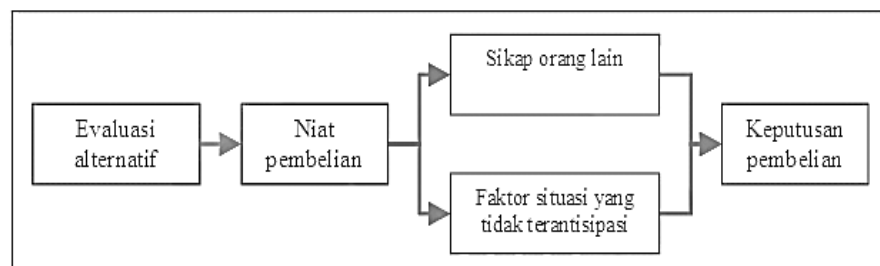 Evaluasi
alternatif
Niat
pembelian
Sikap orang lain
Faktor situasi yang
tidak terantisipasi
Keputusan
pembelian